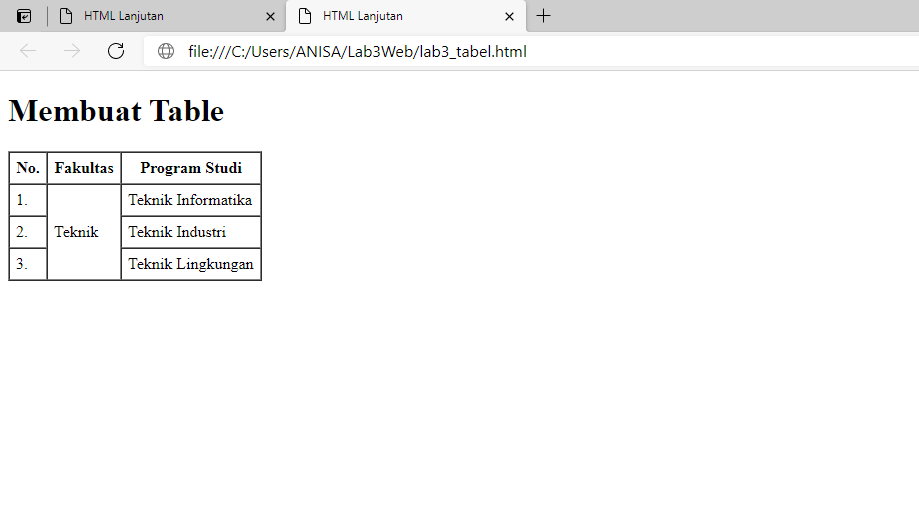 HTML Lanjutan
HTML Lanjutan
file:///C:/Users/ANISA/Lab3Web/lab3_tabel.html
Membuat Table
No. Fakultas Program Studi
1. Teknik Informatika
2. Teknik Teknik Industri
3. Teknik Lingkungan